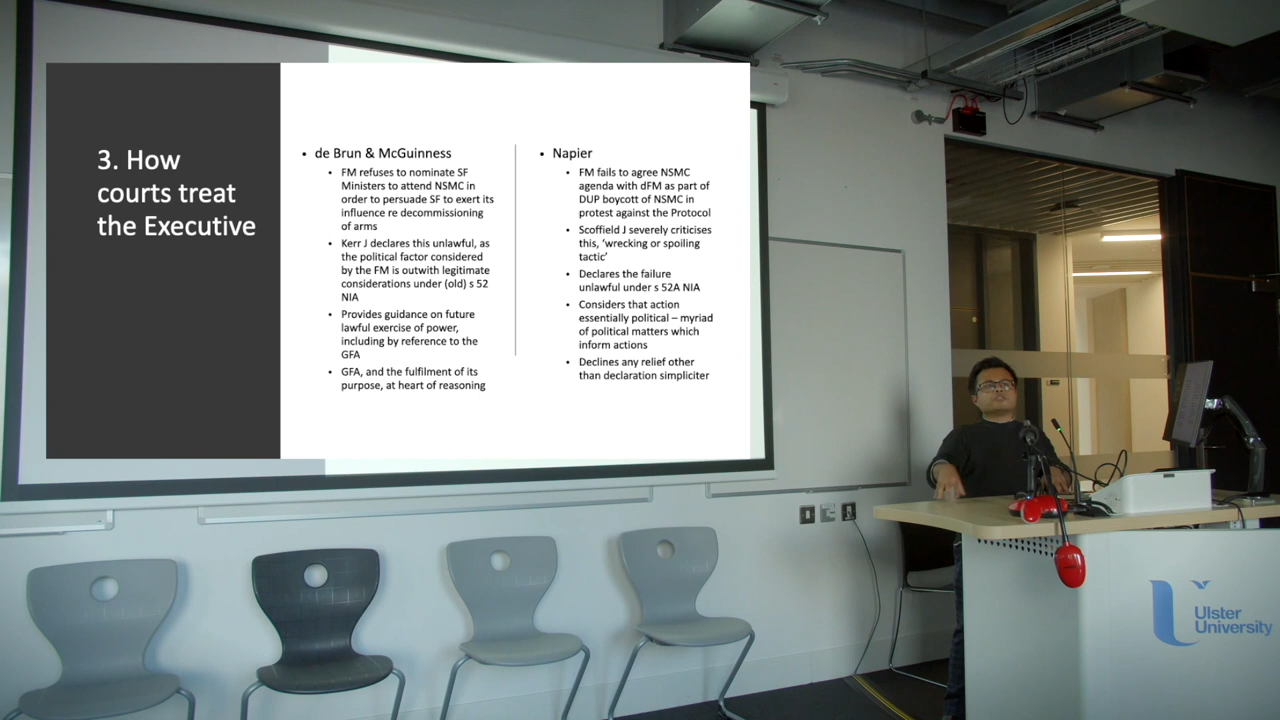 3. How
courts treat
the Executive
• de Brun & McGuinness
• FM refuses to nominate SF
Ministers to attend NSMC in
order to persuade SF to exert its
influence re decommissioning
of arms
• Kerr J declares this unlawful, as
the political factor considered
by the FM is outwith legitimate
considerations under (old) s 52
NIA
• Provides guidance on future
lawful exercise of power,
including by reference to the
GFA
• GFA, and the fulfilment of its
purpose, at heart of reasoning
• Napier
• FM fails to agree NSMC
agenda with dFM as part of
DUP boycott of NSMC in
protest against the Protocol
• Scoffield J severely criticises
this, ‘wrecking or spoiling
tactic’
• Declares the failure
unlawful under s 52A NIA
• Considers that action
essentially political – myriad
of political matters which
inform actions
• Declines any relief other
than declaration simpliciter
Ulster
University